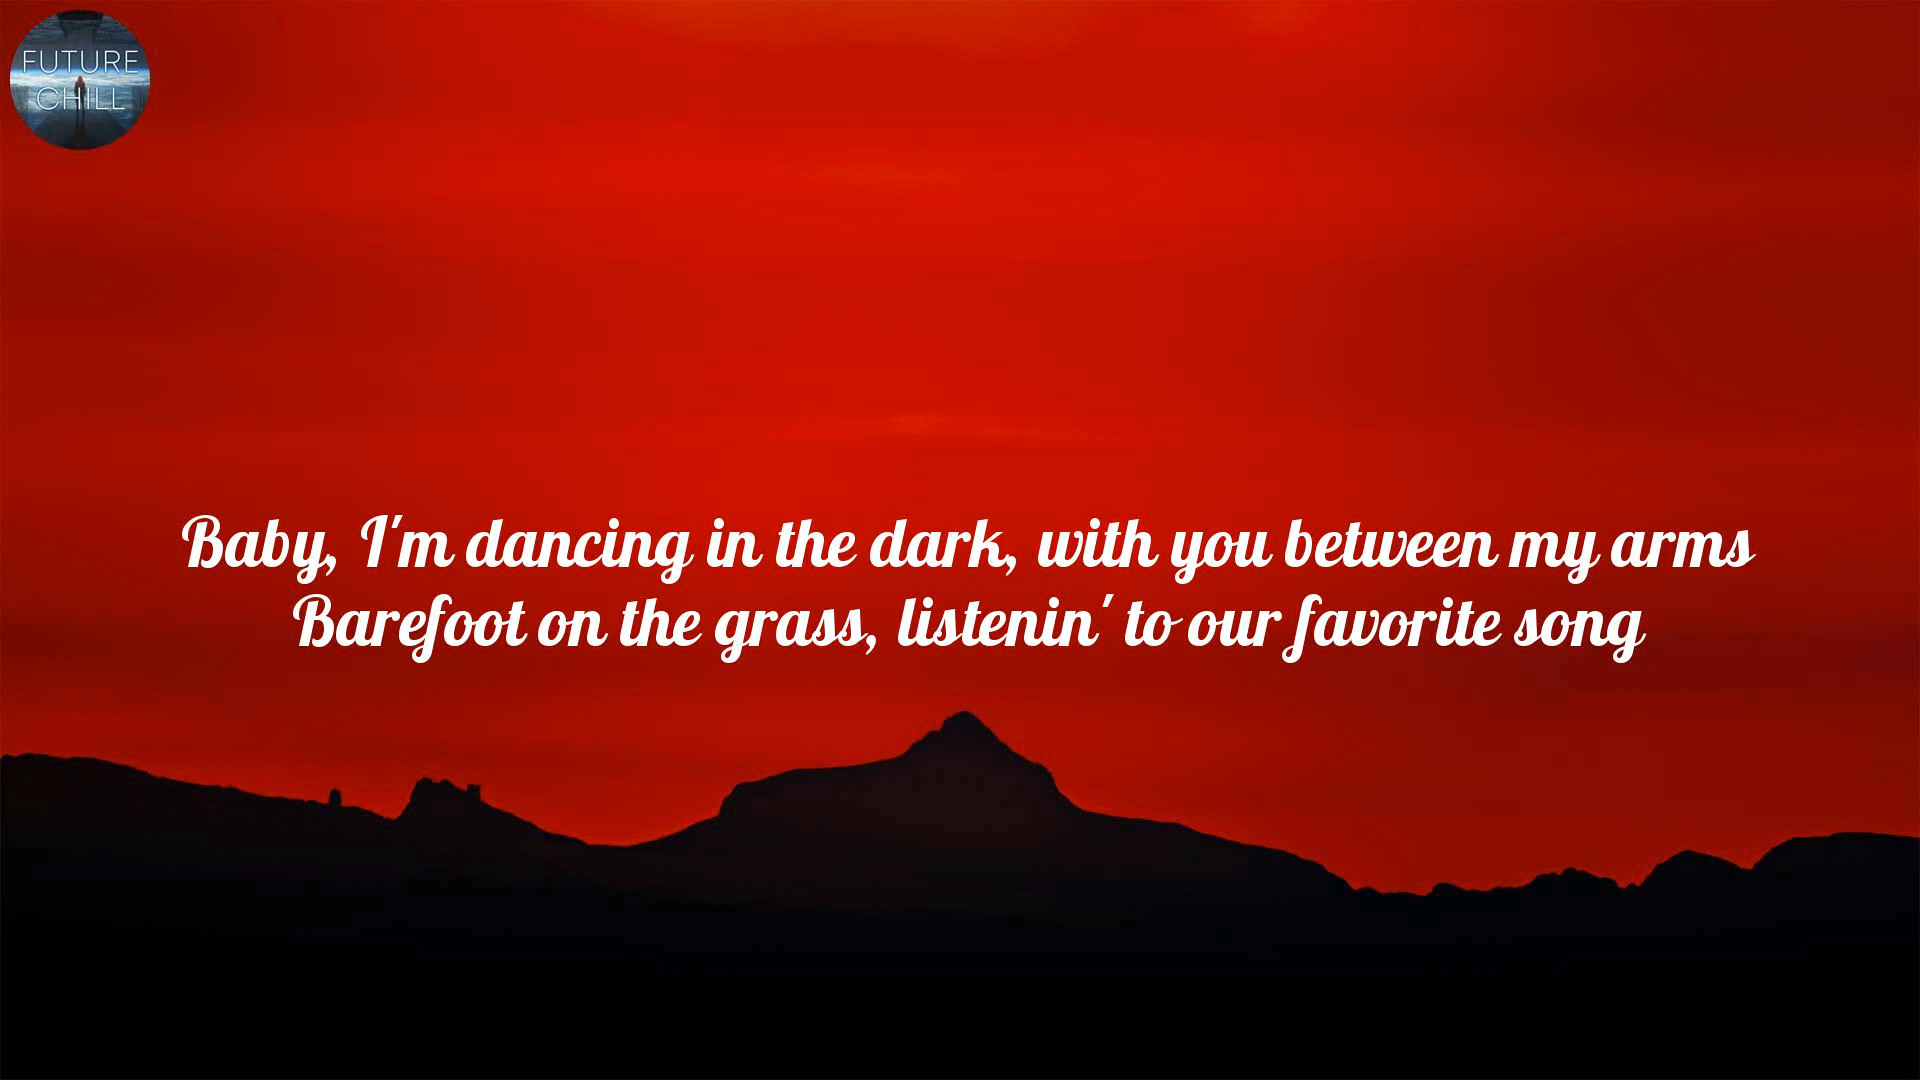 FUTURE
CHILL
Baby, I'm dancing in the dark, with you between my arms
Barefoot on the grass, listenin' to our favorite song